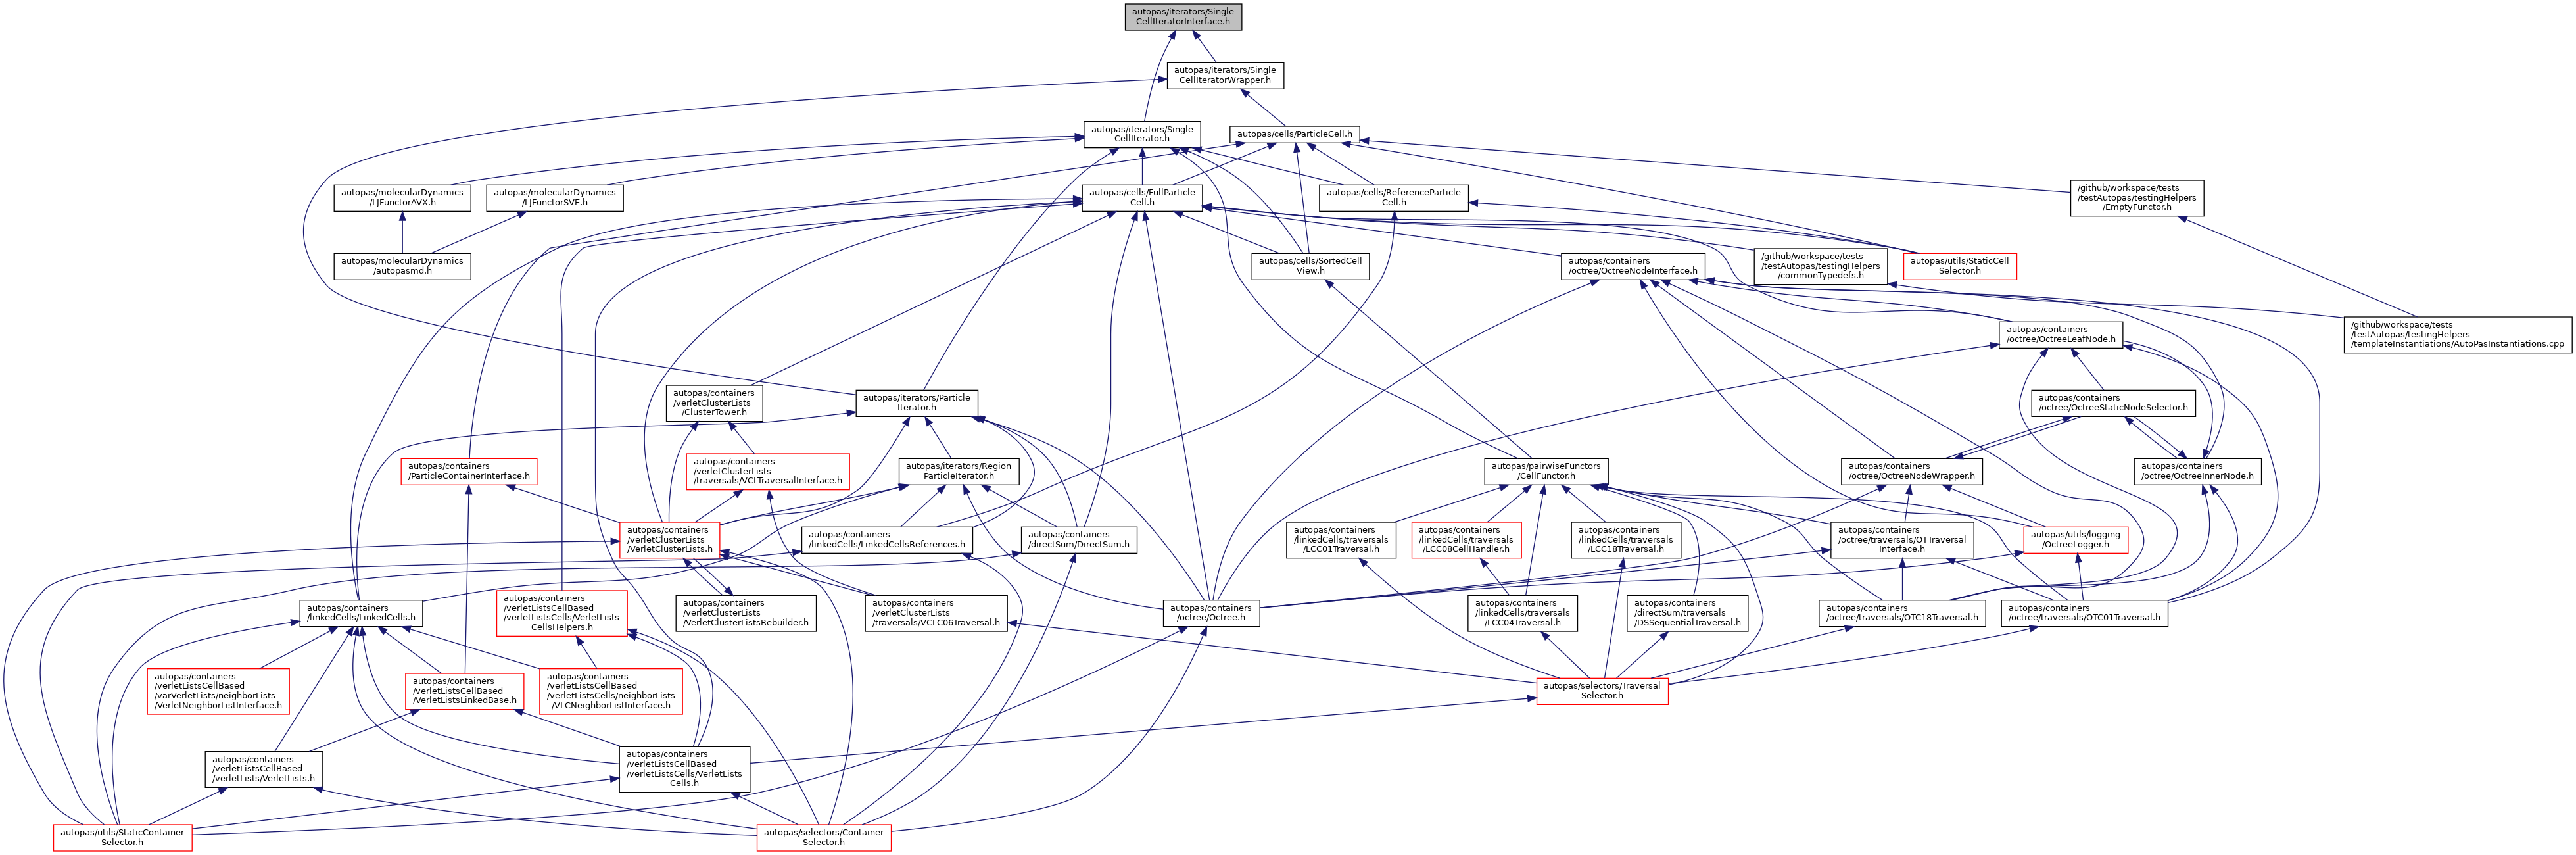 autopas/iterators/Single
CellIteratorInterface.h
autopas/iterators/Single
CellIteratorWrapper.h
autopas/iterators/Single
CellIterator.h
autopas/cells/ParticleCell.h
autopas/molecularDynamics
/LJFunctorAVX.h
autopas/molecularDynamics
/LJFunctorSVE.h
autopas/cells/FullParticle
Cell.h
autopas/cells/ReferenceParticle
Cell.h
/github/workspace/tests
/testAutopas/testingHelpers
/EmptyFunctor.h
autopas/molecularDynamics
/autopasmd.h
autopas/cells/SortedCell
View.h
autopas/containers
/octree/OctreeNodeInterface.h
/github/workspace/tests
/testAutopas/testingHelpers
/commonTypedefs.h
autopas/utils/StaticCell
Selector.h
autopas/containers
/octree/OctreeLeafNode.h
/github/workspace/tests
/testAutopas/testingHelpers
/templateInstantiations/AutoPasInstantiations.cpp
autopas/containers
/verletClusterLists
/ClusterTower.h
autopas/iterators/Particle
Iterator.h
autopas/containers
/octree/OctreeStaticNodeSelector.h
autopas/containers
/ParticleContainerInterface.h
autopas/containers
/verletClusterLists
/traversals/VCLTraversalInterface.h
autopas/iterators/Region
ParticleIterator.h
autopas/pairwiseFunctors
/CellFunctor.h
autopas/containers
/octree/OctreeNodeWrapper.h
autopas/containers
/octree/OctreeInnerNode.h
autopas/containers
/verletClusterLists
/VerletClusterLists.h
autopas/containers
/linkedCells/LinkedCellsReferences.h
autopas/containers
/directSum/DirectSum.h
autopas/containers
/linkedCells/traversals
/LCC01Traversal.h
autopas/containers
/linkedCells/traversals
/LCC08CellHandler.h
autopas/containers
/linkedCells/traversals
/LCC18Traversal.h
autopas/containers
/octree/traversals/OTTraversal
Interface.h
autopas/utils/logging
/OctreeLogger.h
autopas/containers
/linkedCells/LinkedCells.h
autopas/containers
/verletListsCellBased
/verletListsCells/VerletLists
CellsHelpers.h
autopas/containers
/verletClusterLists
/VerletClusterListsRebuilder.h
autopas/containers
/verletClusterLists
/traversals/VCLC06Traversal.h
autopas/containers
/octree/Octree.h
autopas/containers
/linkedCells/traversals
/LCC04Traversal.h
autopas/containers
/directSum/traversals
/DSSequentialTraversal.h
autopas/containers
/octree/traversals/OTC18Traversal.h
autopas/containers
/octree/traversals/OTC01Traversal.h
autopas/containers
/verletListsCellBased
/varVerletLists/neighborLists
/VerletNeighborListInterface.h
autopas/containers
/verletListsCellBased
/VerletListsLinkedBase.h
autopas/containers
/verletListsCellBased
/verletListsCells/neighborLists
/VLCNeighborListInterface.h
autopas/selectors/Traversal
Selector.h
autopas/containers
/verletListsCellBased
/verletLists/VerletLists.h
autopas/containers
/verletListsCellBased
/verletListsCells/VerletLists
Cells.h
autopas/utils/StaticContainer
Selector.h
autopas/selectors/Container
Selector.h